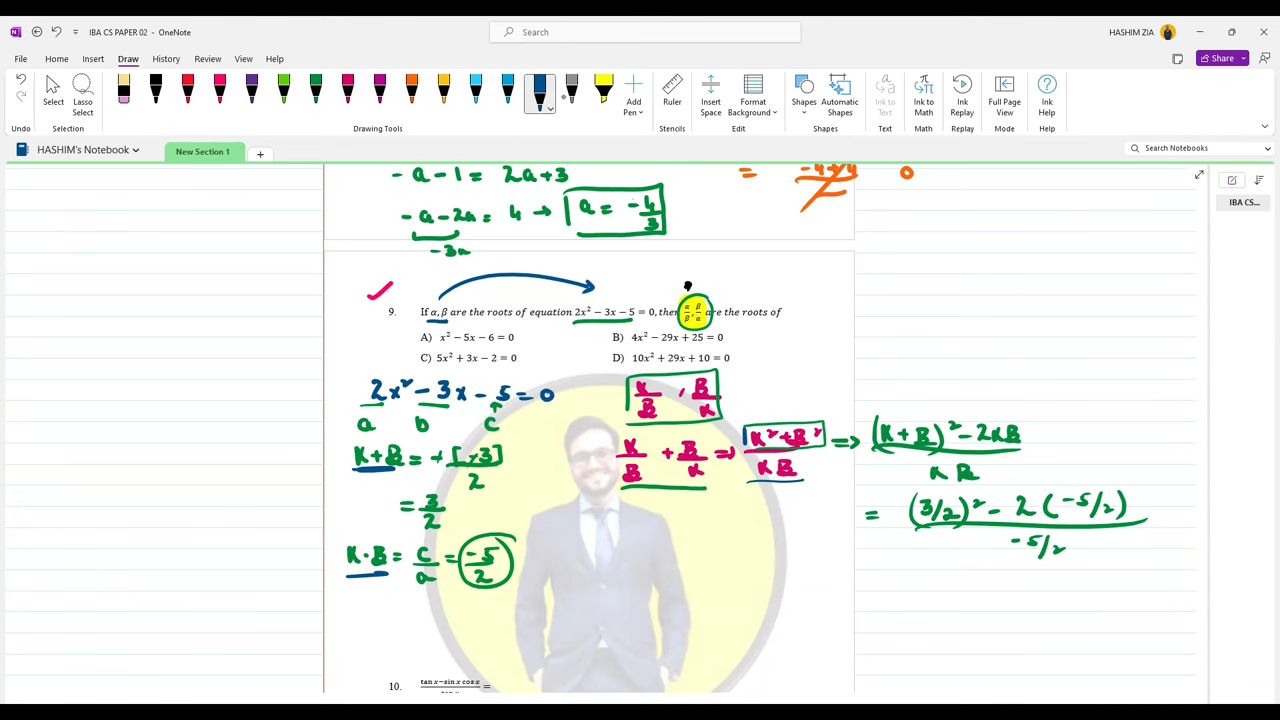 IBA CS PAPER 02 - OneNote
Search
HASHIM ZIA
File Home Insert Draw History Review View Help
Share
Undo
Select
Lasso Select
Add Pen
Ruler
Insert Space
Format Background
Shapes
Automatic Shapes
Ink to Text
Ink to Math
Ink Replay
Full Page View
Ink Help
Undo Selection Drawing Tools Stencils Edit Shapes Text Math Replay Mode Help
HASHIM's Notebook
New Section 1
+
Search Notebooks
IBA CS...
- a - 1 = 2a + 3
= 0
- a - 2a = 4 → a = -4/3
-3a
9. If α, β are the roots of equation 2x² − 3x − 5 = 0, then α/β, β/α are the roots of
A) x² − 5x − 6 = 0 B) 4x² − 29x + 25 = 0
C) 5x² + 3x − 2 = 0 D) 10x² + 29x + 10 = 0
2x² - 3x - 5 = 0
a b c
α/β , β/α
α+β = +[-3]/2
α/β + β/α ⇒ α²+β²/αβ ⇒ (α+β)² - 2αβ/αβ
= 3/2
= (3/2)² - 2(-5/2)/-5/2
α·β = c/a = -5/2
10. tan x−sin x cos x